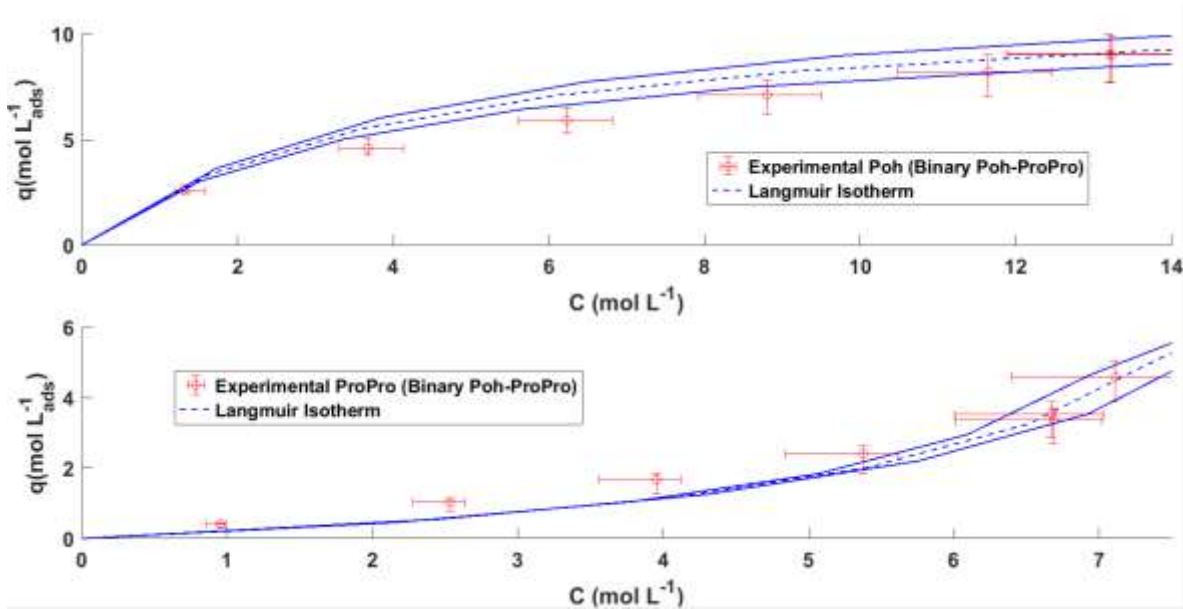 10
5
0
q(mol L⁻¹ads)
Experimental Poh (Binary Poh-ProPro)
Langmuir Isotherm
0 2 4 6 8 10 12 14
C (mol L⁻¹)
6
4
2
0
q(mol L⁻¹ads)
Experimental ProPro (Binary Poh-ProPro)
Langmuir Isotherm
0 1 2 3 4 5 6 7
C (mol L⁻¹)